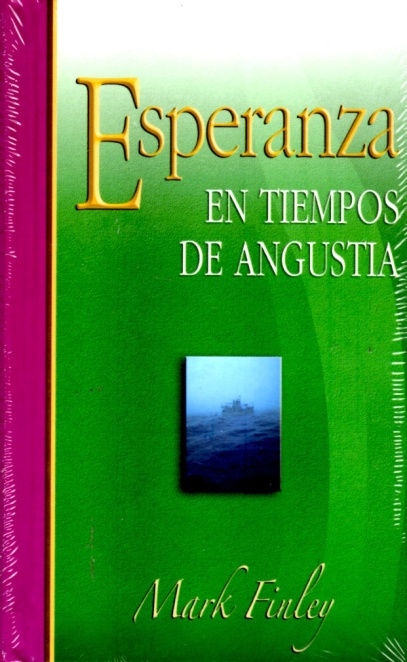 Esperanza
EN TIEMPOS
DE ANGUSTIA
Mark Finley